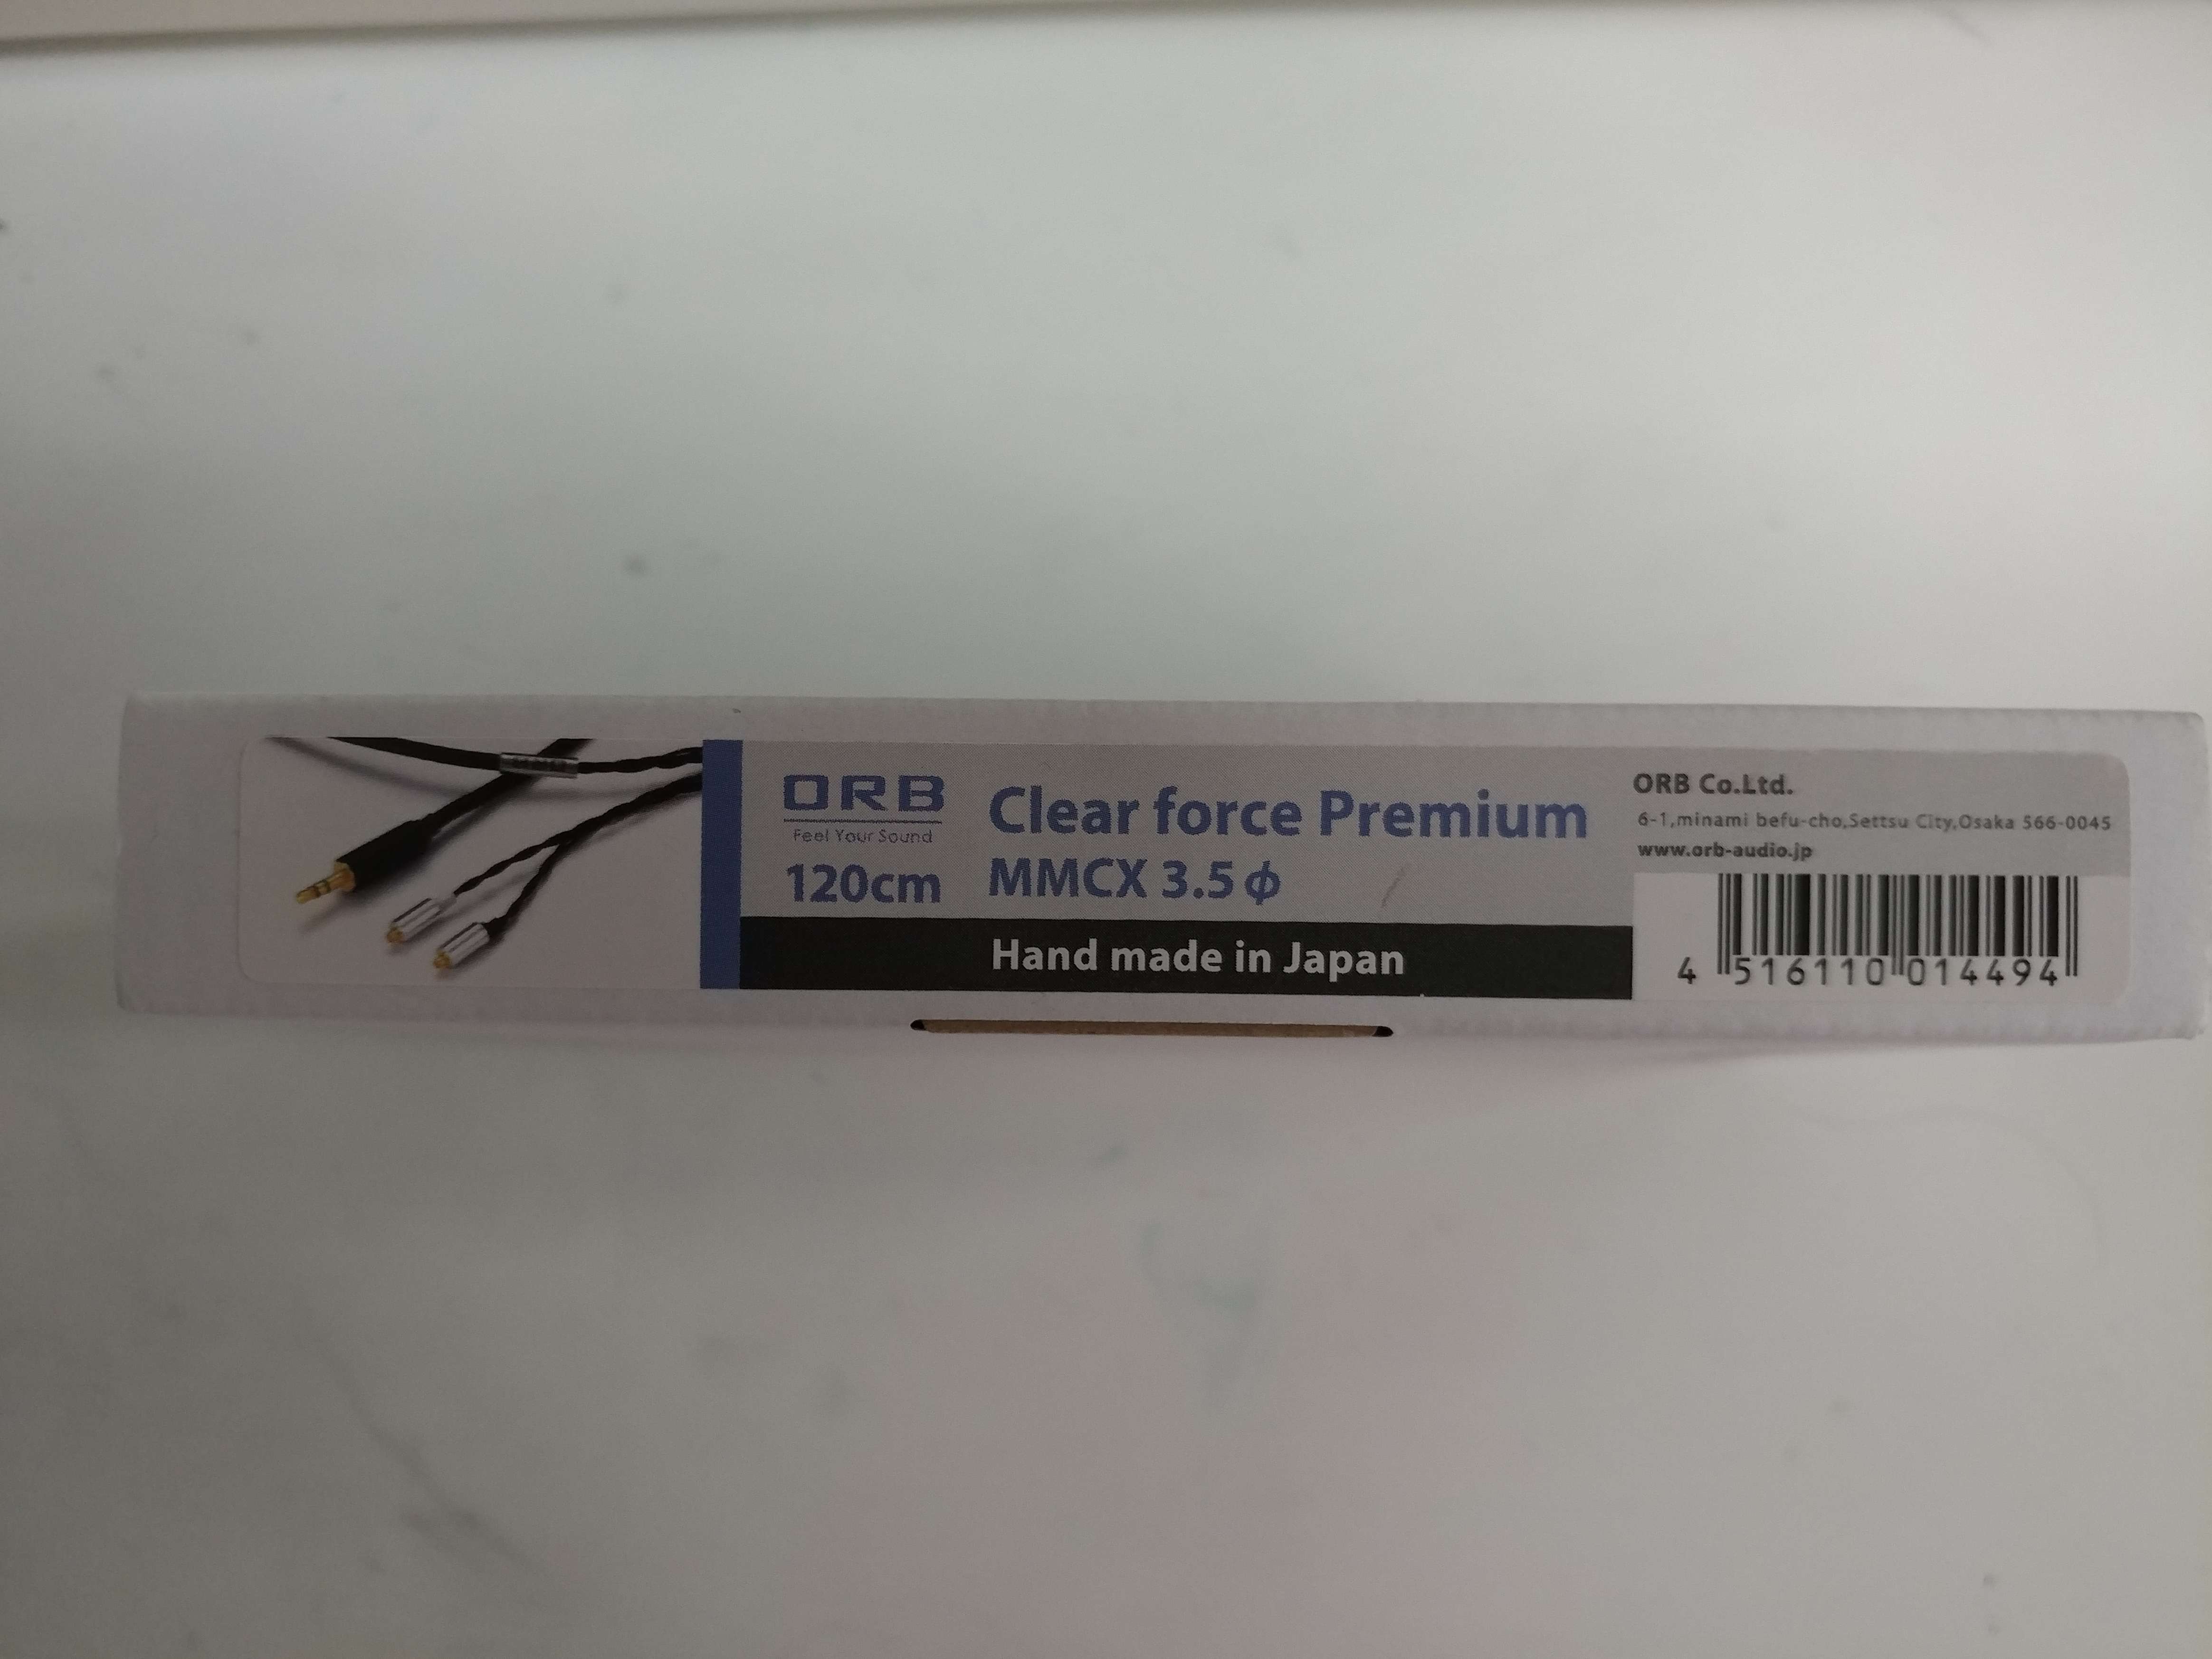 ORB
Feel Your Sound
120cm
Clear force Premium
MMCX 3.5φ
Hand made in Japan
ORB Co.Ltd.
6-1,minami befu-cho,Settsu City,Osaka 566-0045
www.orb-audio.jp
4 516110 014494